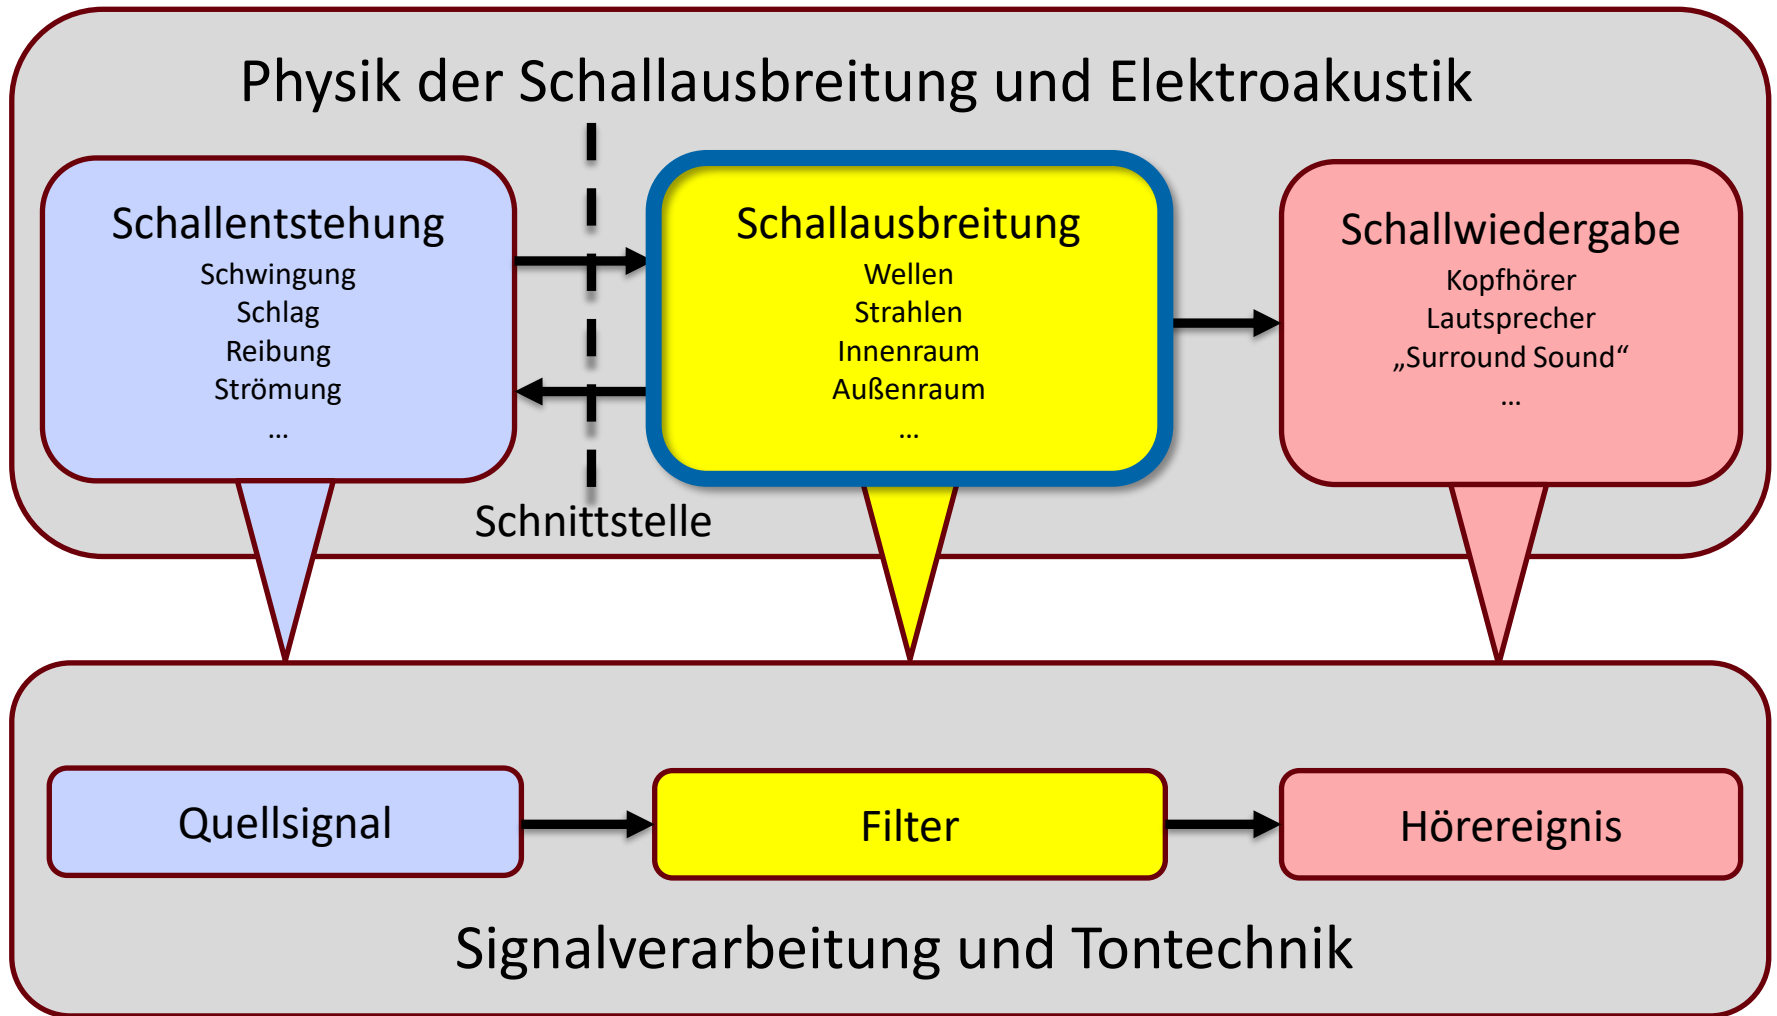 Physik der Schallausbreitung und Elektroakustik
Schallentstehung
Schwingung
Schlag
Reibung
Strömung
...
Schnittstelle
Schallausbreitung
Wellen
Strahlen
Innenraum
Außenraum
...
Schallwiedergabe
Kopfhörer
Lautsprecher
„Surround Sound“
...
Quellsignal
Filter
Hörereignis
Signalverarbeitung und Tontechnik